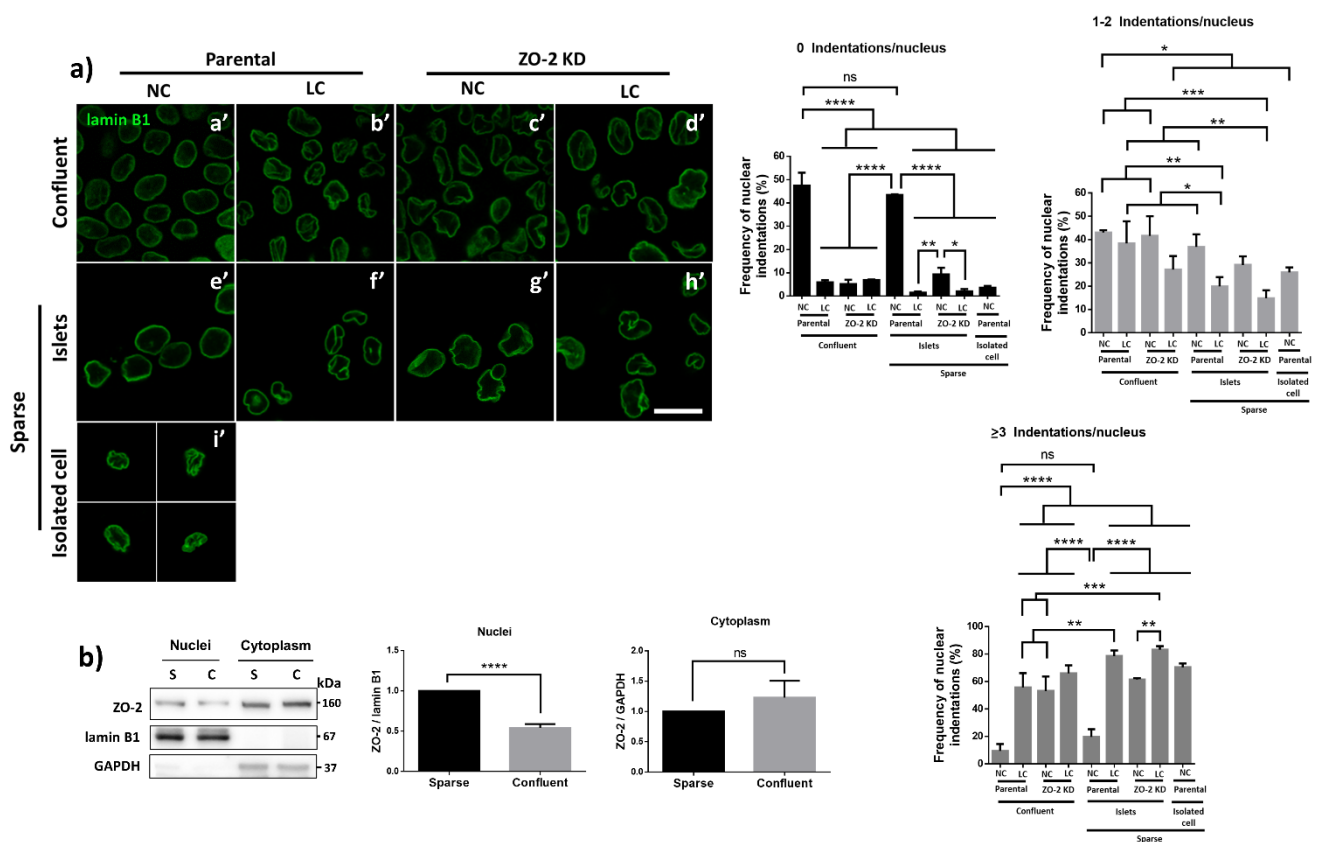 a)
Parental
ZO-2 KD
NC
LC
NC
LC
Confluent
lamin B1
a’
b’
c’
d’
Sparse
Islets
e’
f’
g’
h’
Isolated cell
i’
0 Indentations/nucleus
ns
****
****
****
**
*
Frequency of nuclear
indentations (%)
60
50
40
30
20
10
0
NC LC NC LC NC LC NC LC NC
Parental ZO-2 KD Parental ZO-2 KD Parental
Confluent Islets Isolated
cell
Sparse
1-2 Indentations/nucleus
*
***
**
**
*
Frequency of nuclear
indentations (%)
60
50
40
30
20
10
0
NC LC NC LC NC LC NC LC NC
Parental ZO-2 KD Parental ZO-2 KD Parental
Confluent Islets Isolated
cell
Sparse
≥3 Indentations/nucleus
ns
****
**** ****
***
** **
Frequency of nuclear
indentations (%)
100
80
60
40
20
0
NC LC NC LC NC LC NC LC NC
Parental ZO-2 KD Parental ZO-2 KD Parental
Confluent Islets Isolated
cell
Sparse
b)
Nuclei Cytoplasm
S C S C
kDa
ZO-2 160
lamin B1 67
GAPDH 37
Nuclei
****
ZO-2 / lamin B1
1.5
1.0
0.5
0.0
Sparse Confluent
Cytoplasm
ns
ZO-2 / GAPDH
2.0
1.5
1.0
0.5
0.0
Sparse Confluent